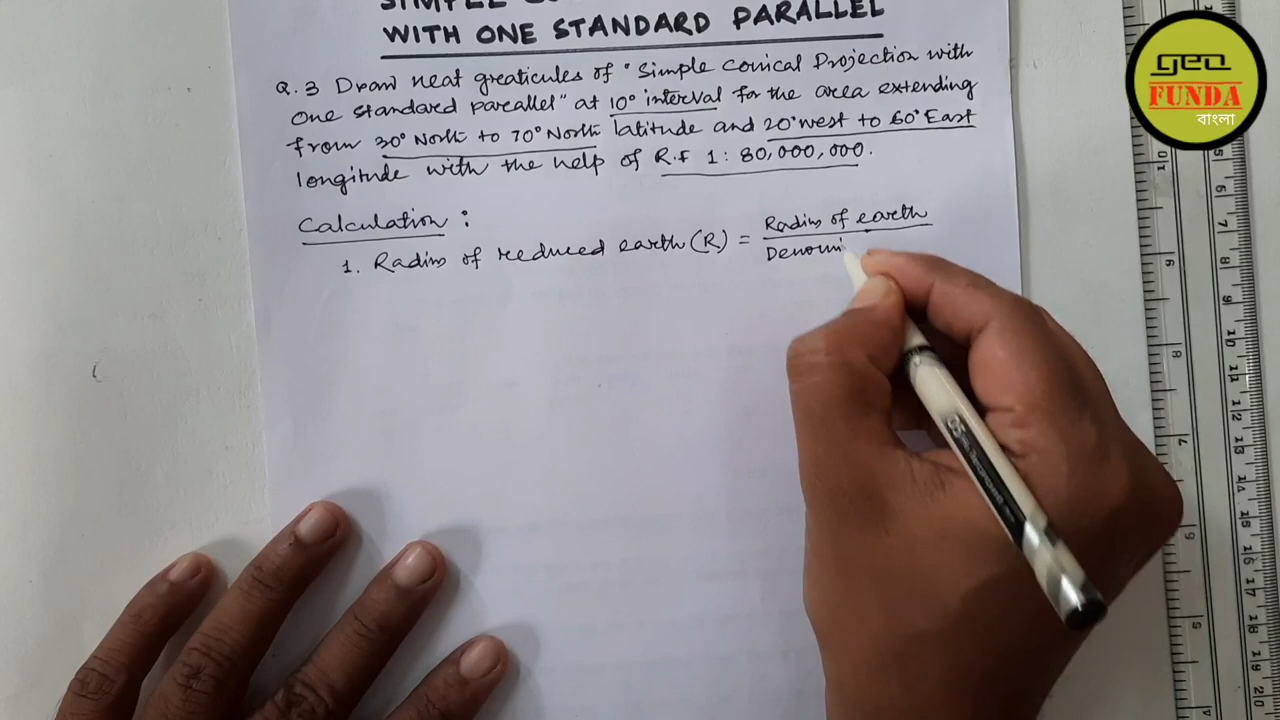 WITH ONE STANDARD PARALLEL
Q. 3 Draw neat greaticules of "Simple Conical Projection with
one standard parallel" at 10° interval for the area extending
from 30° North to 70° North latitude and 20° west to 60° East
longitude with the help of R.F 1: 80,000,000.
Calculation :
1. Radius of reduced earth (R) = Radius of earth
Denomi
geo
FUNDA
বাংলা